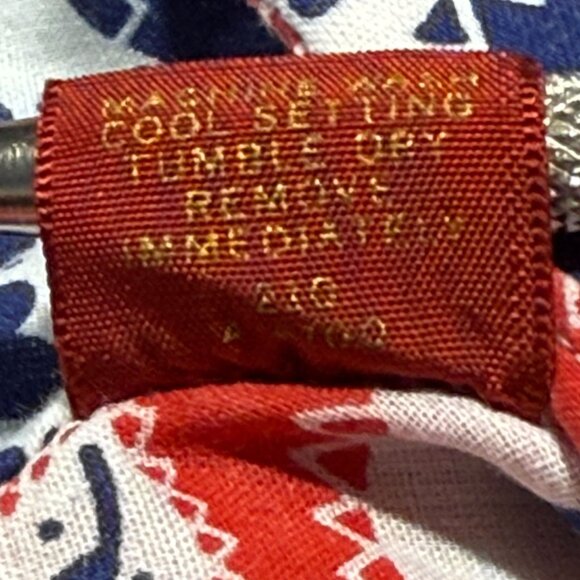 MACHINE WASH
COOL SETTING
TUMBLE DRY
REMOVE
IMMEDIATELY